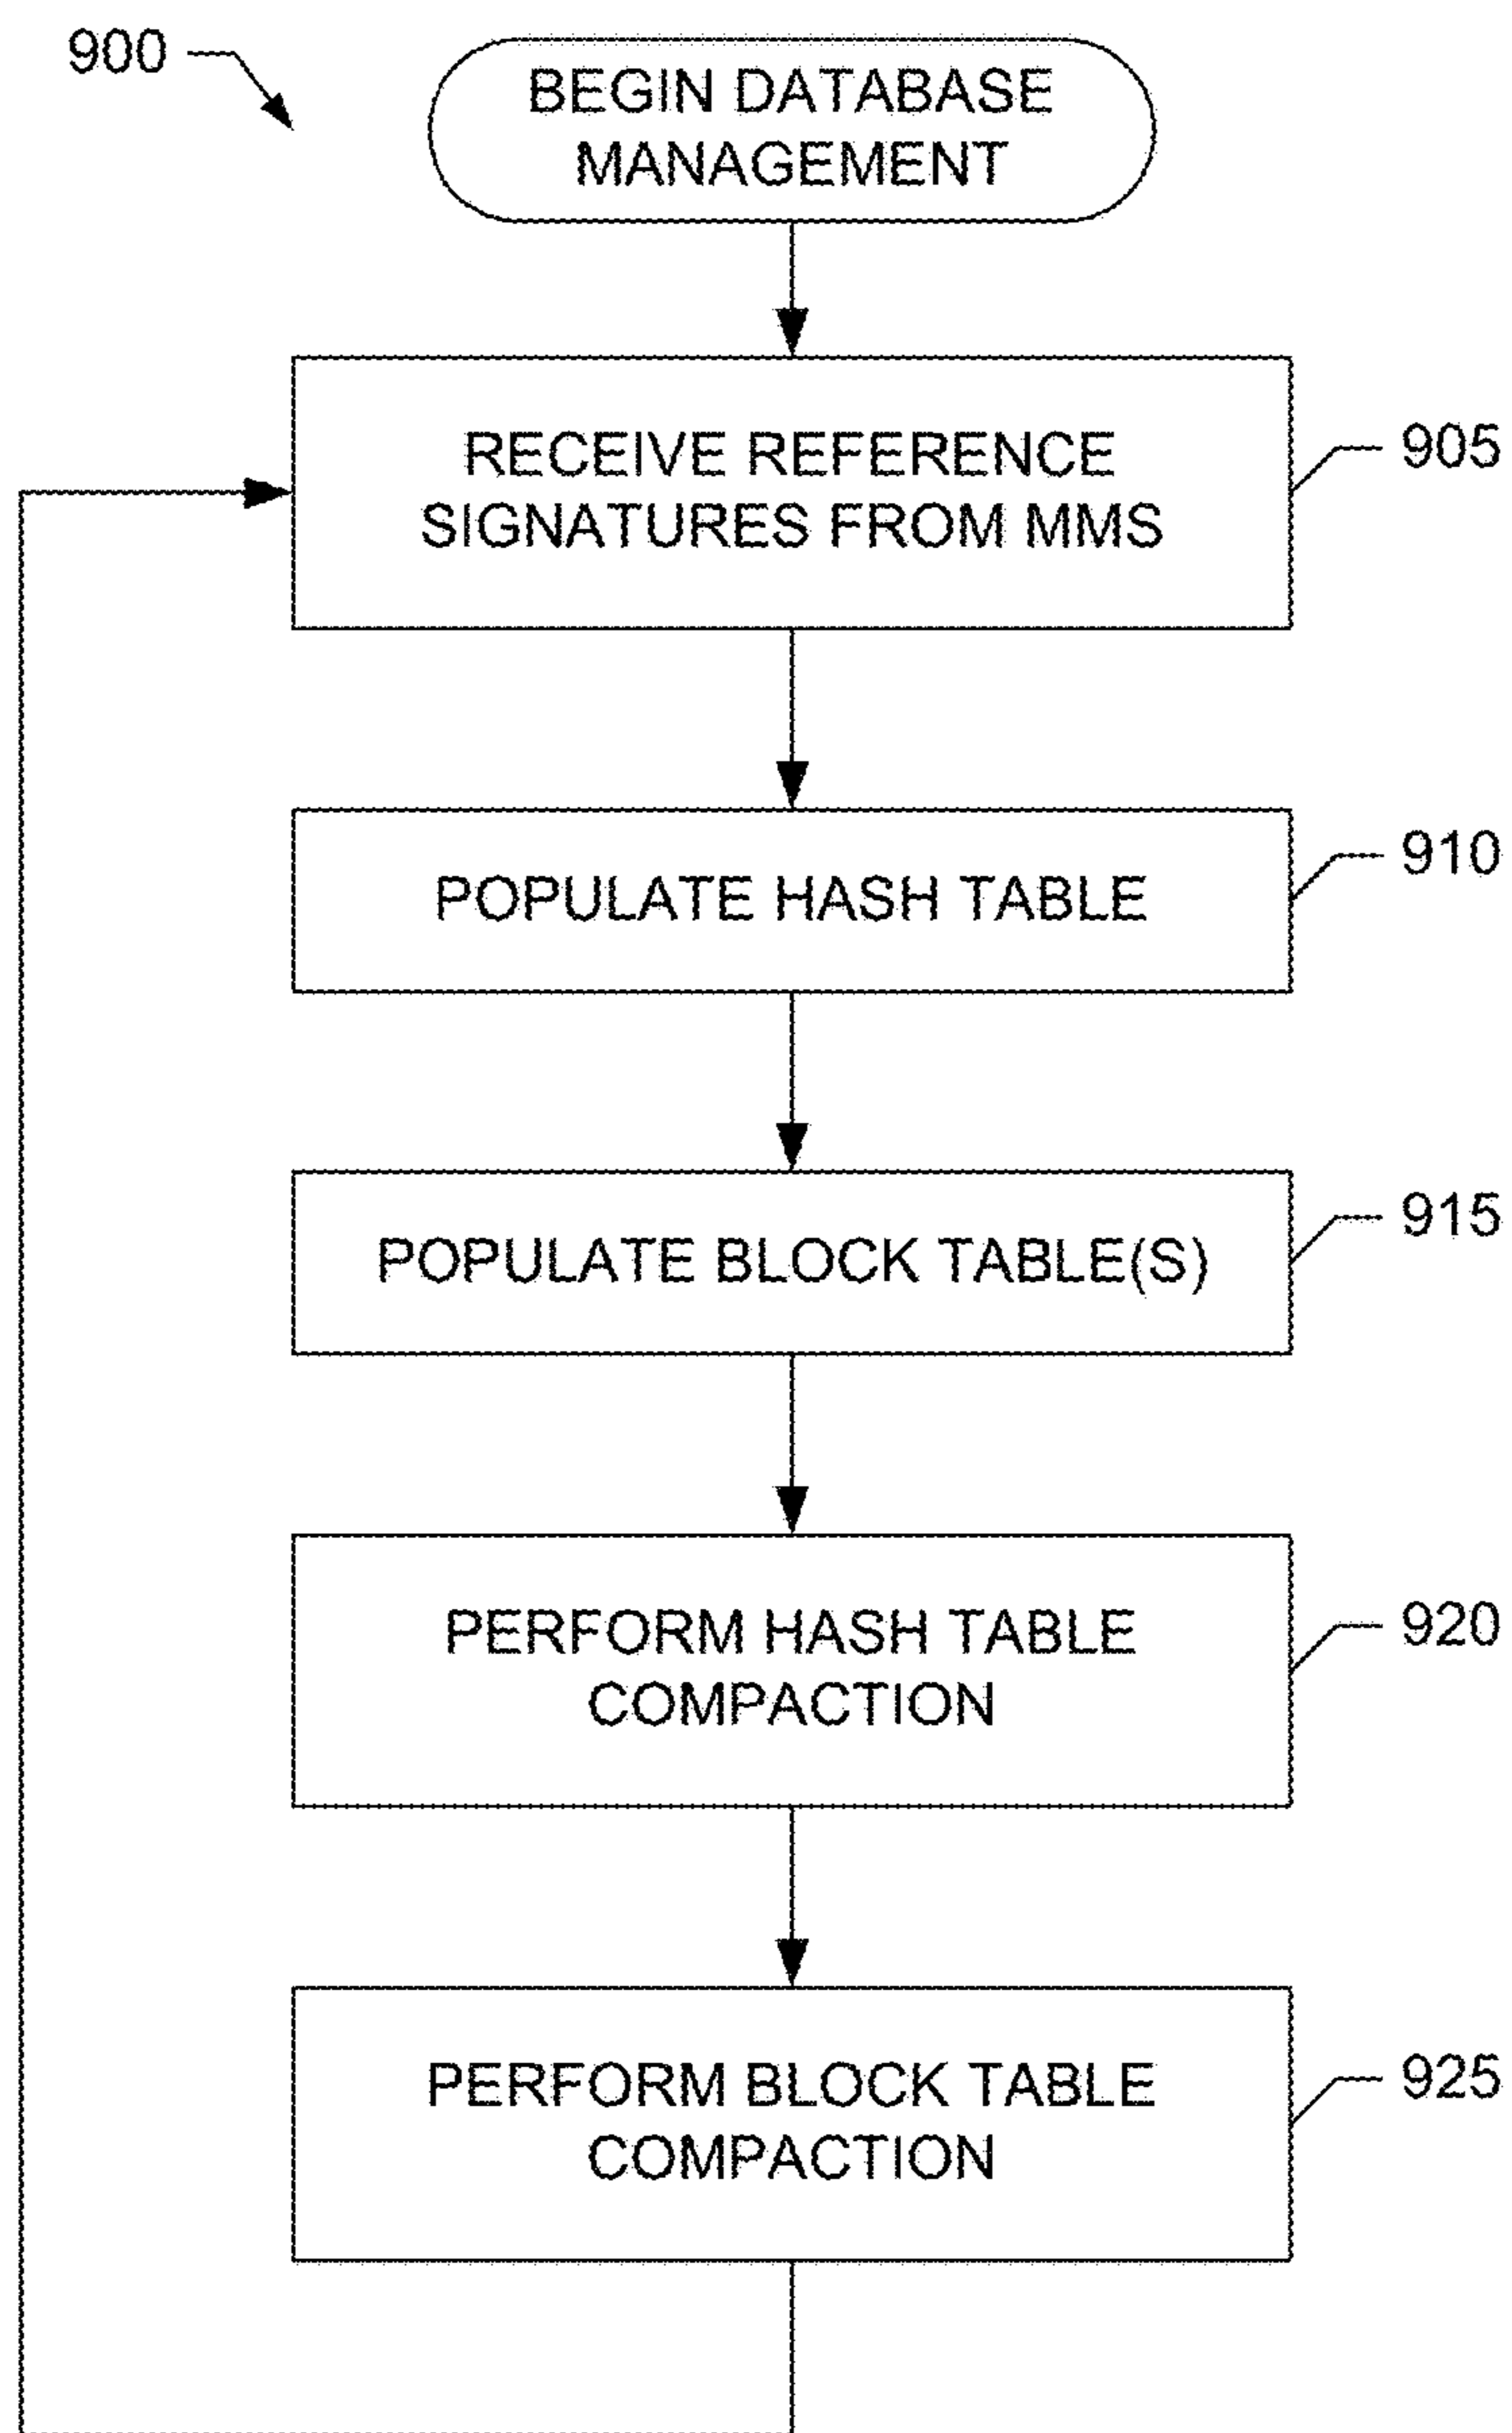 900
BEGIN DATABASE
MANAGEMENT
RECEIVE REFERENCE
SIGNATURES FROM MMS
905
POPULATE HASH TABLE
910
POPULATE BLOCK TABLE(S)
915
PERFORM HASH TABLE
COMPACTION
920
PERFORM BLOCK TABLE
COMPACTION
925